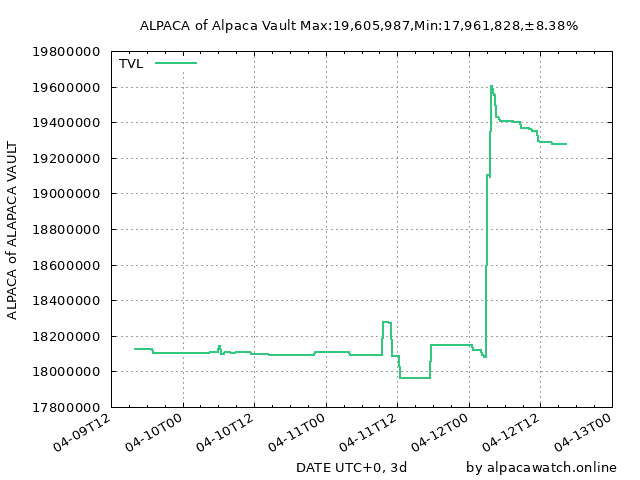 ALPACA of Alpaca Vault Max:19,605,987,Min:17,961,828,±8.38%
19800000
TVL
19600000
19400000
19200000
19000000
18800000
18600000
18400000
18200000
18000000
17800000
ALPACA of ALAPACA VAULT
04-09T12
04-10T00
04-10T12
04-11T00
04-11T12
04-12T00
04-12T12
04-13T00
DATE UTC+0, 3d
by alpacawatch.online